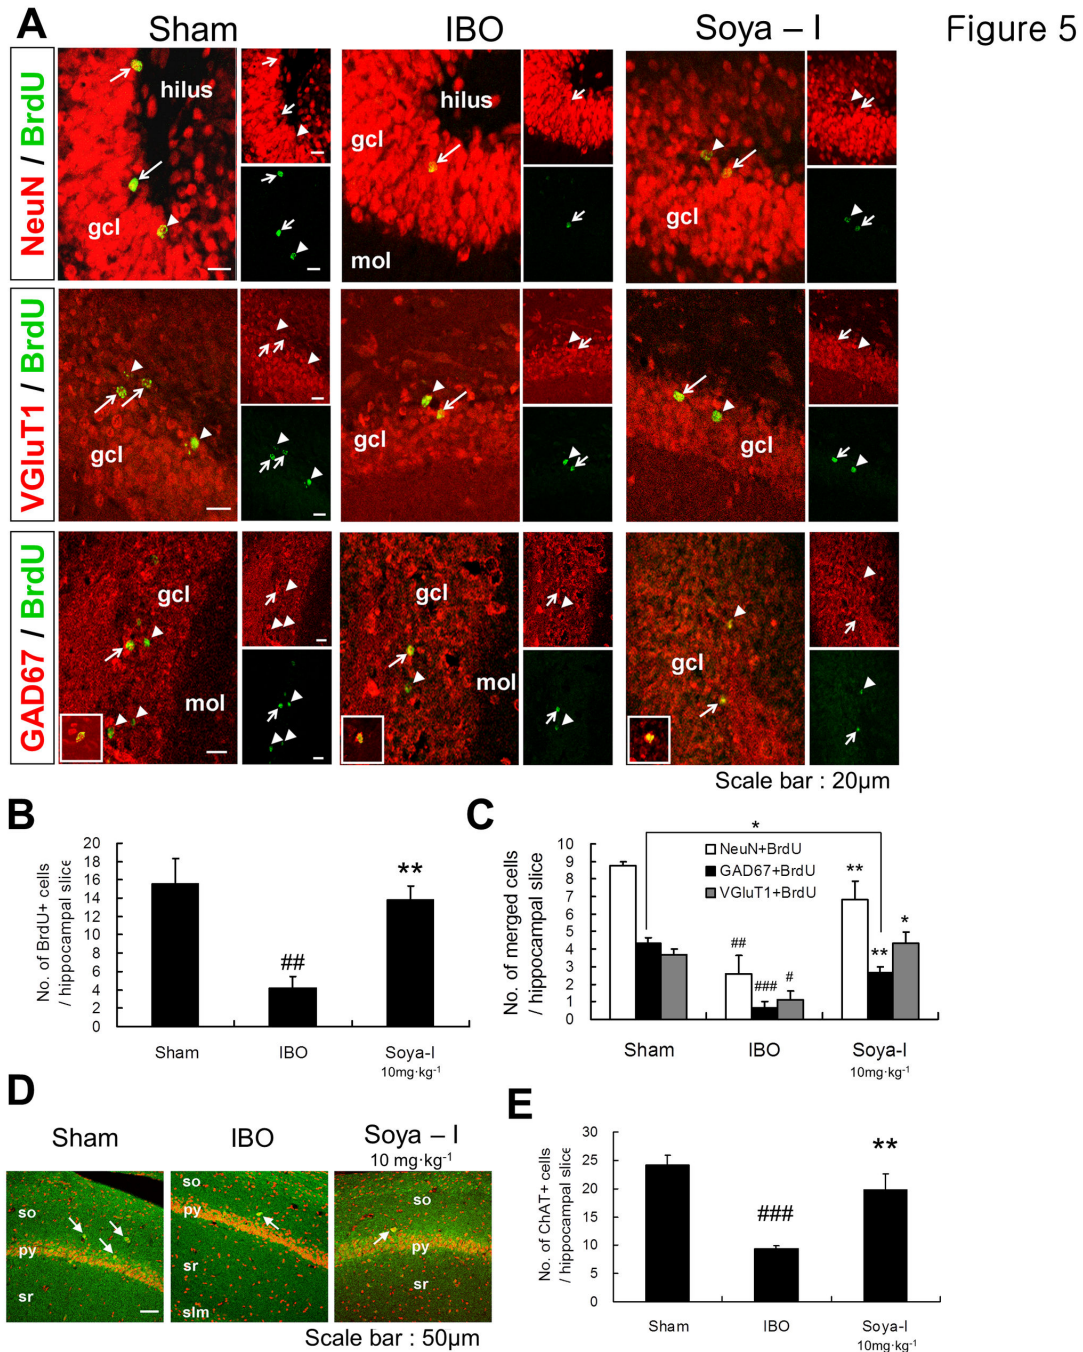 Figure 5
A
Sham IBO Soya – I
NeuN / BrdU
hilus
gcl
hilus
gcl
mol
gcl
VGluT1 / BrdU
gcl
gcl
gcl
GAD67 / BrdU
gcl
mol
gcl
mol
gcl
Scale bar : 20µm
B
No. of BrdU+ cells
/ hippocampal slice
20
18
16
14
12
10
8
6
4
2
0
##
**
Sham IBO Soya-I
10mg·kg-1
C
No. of merged cells
/ hippocampal slice
10
9
8
7
6
5
4
3
2
1
0
*
NeuN+BrdU
GAD67+BrdU
VGluT1+BrdU
##
###
#
**
**
*
Sham IBO Soya-I
10mg·kg-1
D
Sham IBO Soya – I
10 mg·kg-1
so
py
sr
so
py
sr
slm
so
py
sr
Scale bar : 50µm
E
No. of ChAT+ cells
/ hippocampal slice
30
25
20
15
10
5
0
###
**
Sham IBO Soya-I
10mg·kg-1